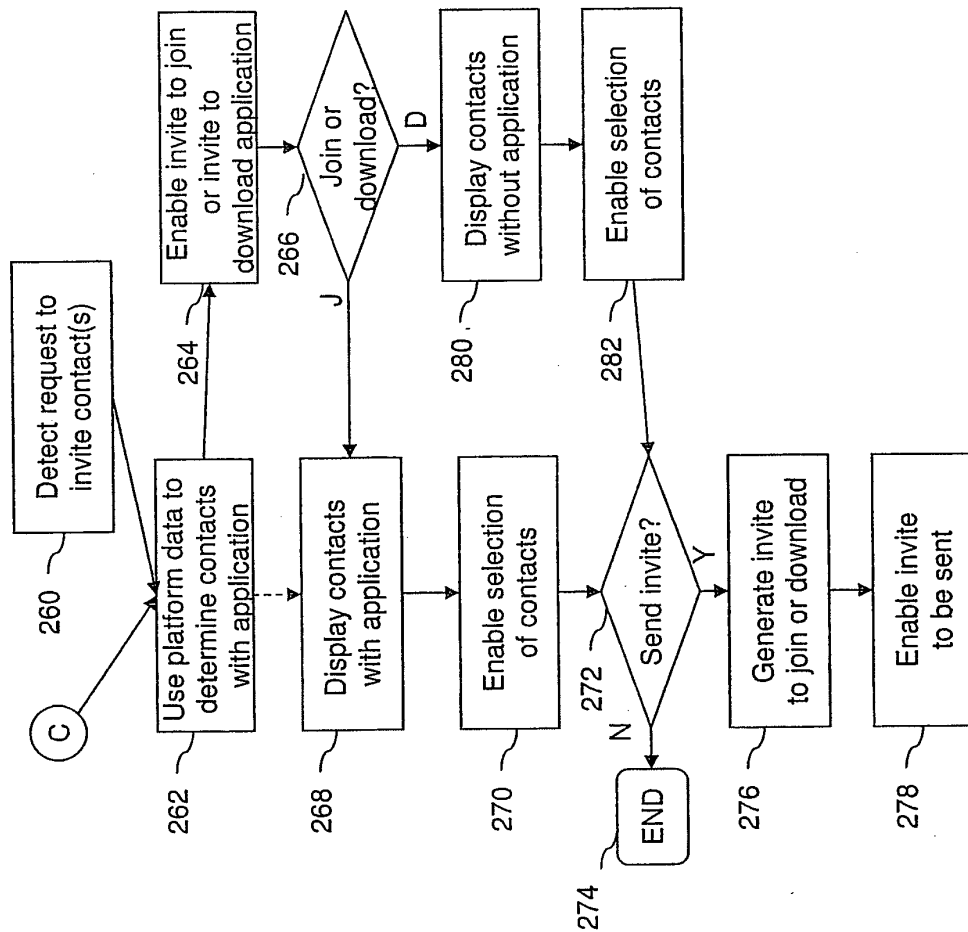 C
260
Detect request to
invite contact(s)
262
Use platform data to
determine contacts
with application
264
Enable invite to join
or invite to
download application
266
Join or
download?
J
D
268
Display contacts
with application
280
Display contacts
without application
270
Enable selection
of contacts
282
Enable selection
of contacts
272
Send invite?
N
Y
274
END
276
Generate invite
to join or download
278
Enable invite
to be sent